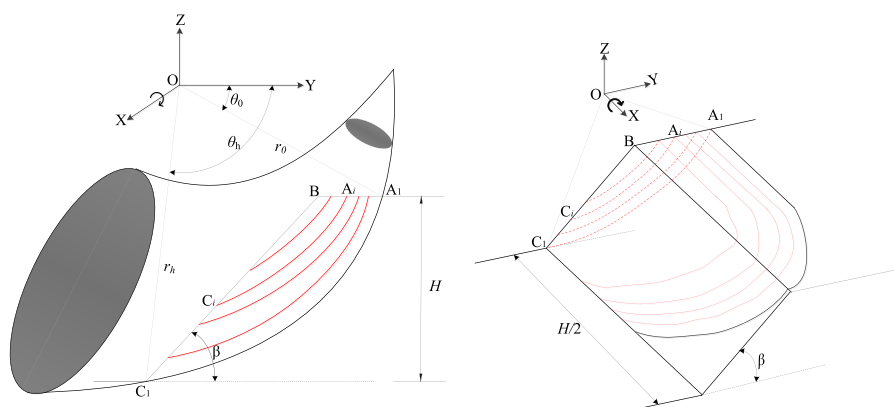 Z
O
Y
θ0
X
θh
r0
B
Ai
A1
rh
H
Ci
β
C1
Z
Y
O
X
A1
Ai
B
Ci
C1
H/2
β